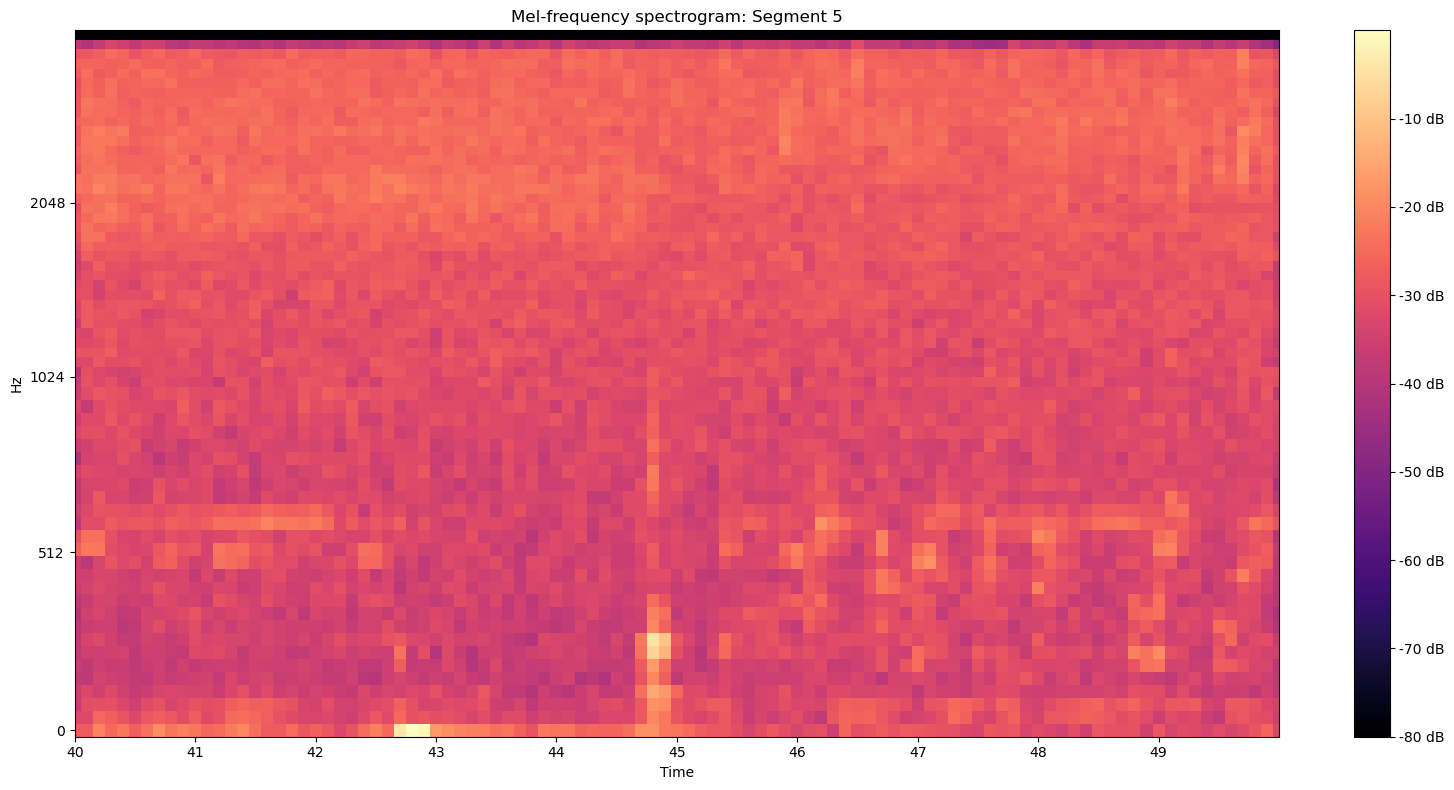 Mel-frequency spectrogram: Segment 5
Hz
2048
1024
512
0
40 41 42 43 44 45 46 47 48 49
Time
-10 dB
-20 dB
-30 dB
-40 dB
-50 dB
-60 dB
-70 dB
-80 dB